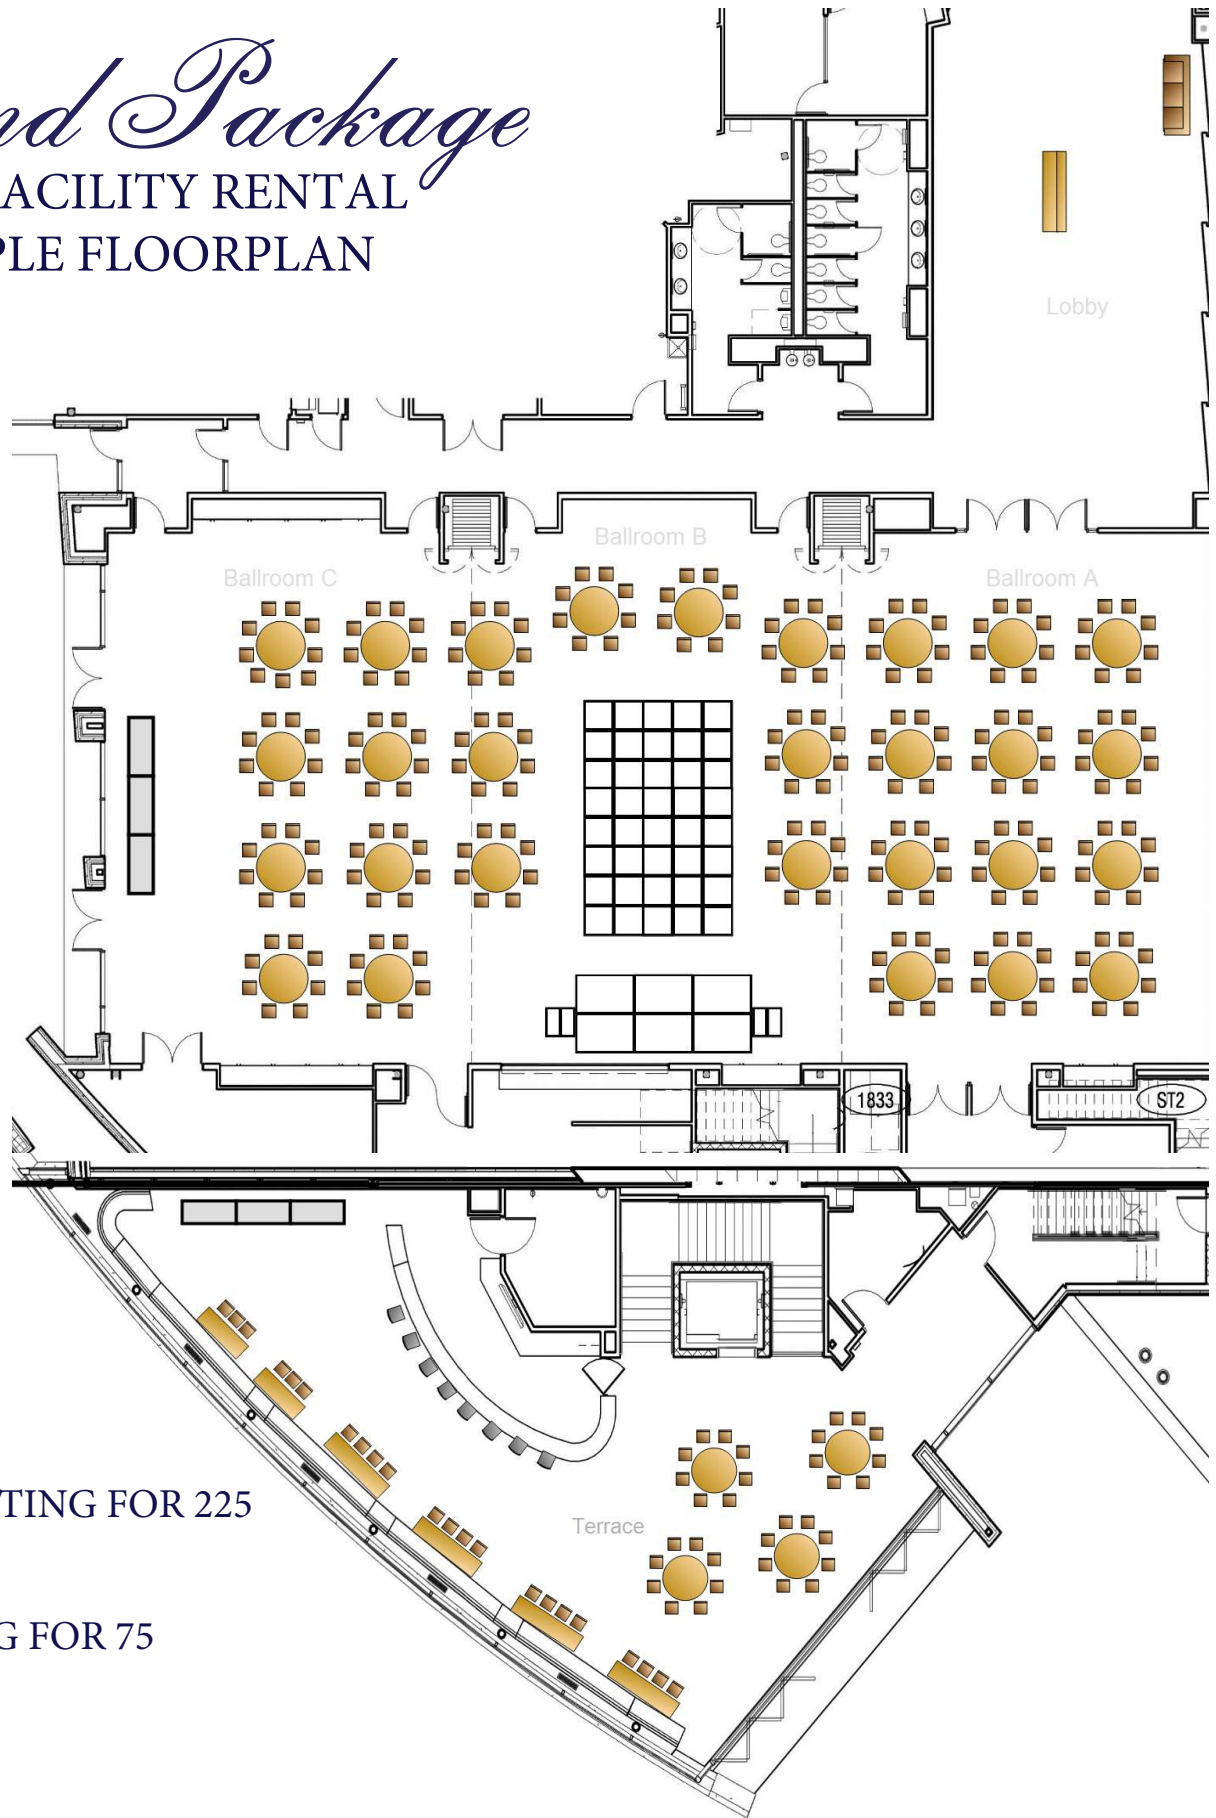 nd Package
ACILITY RENTAL
PLE FLOORPLAN
Lobby
Ballroom B
Ballroom C
Ballroom A
1833
ST2
TING FOR 225
Terrace
G FOR 75